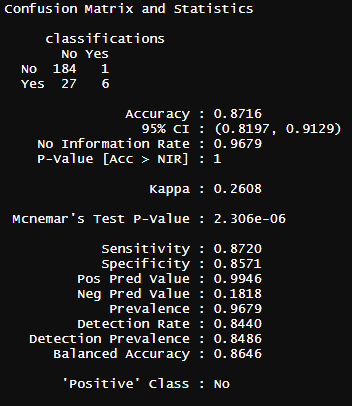 Confusion Matrix and Statistics
classifications
No Yes
No 184 1
Yes 27 6
Accuracy : 0.8716
95% CI : (0.8197, 0.9129)
No Information Rate : 0.9679
P-Value [Acc > NIR] : 1
Kappa : 0.2608
Mcnemar's Test P-Value : 2.306e-06
Sensitivity : 0.8720
Specificity : 0.8571
Pos Pred Value : 0.9946
Neg Pred Value : 0.1818
Prevalence : 0.9679
Detection Rate : 0.8440
Detection Prevalence : 0.8486
Balanced Accuracy : 0.8646
'Positive' Class : No